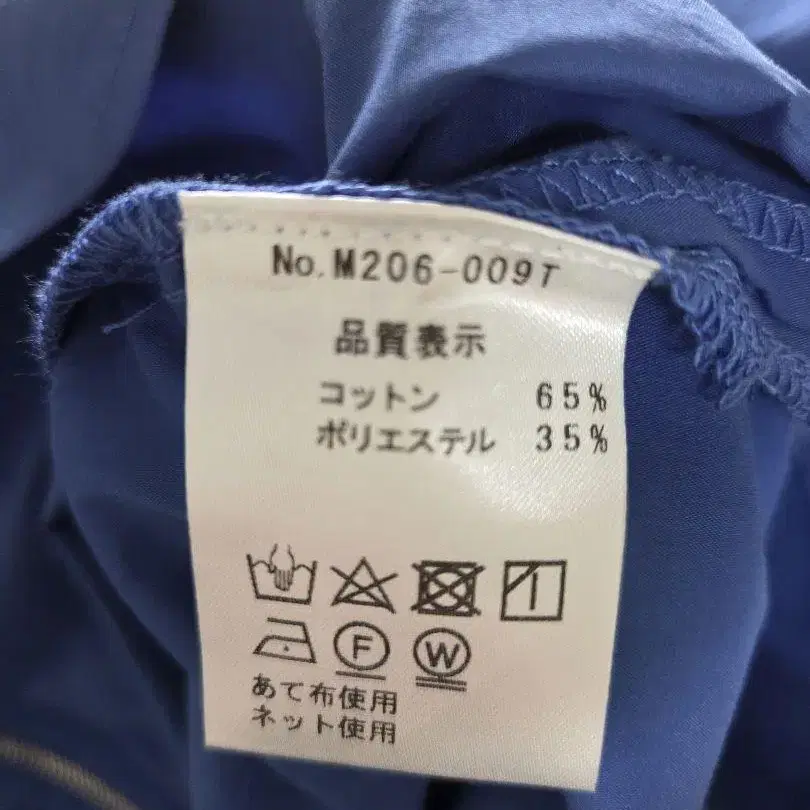 No. M206-009T
品質表示
コットン 65%
ポリエステル 35%
F W
あて布使用
ネット使用